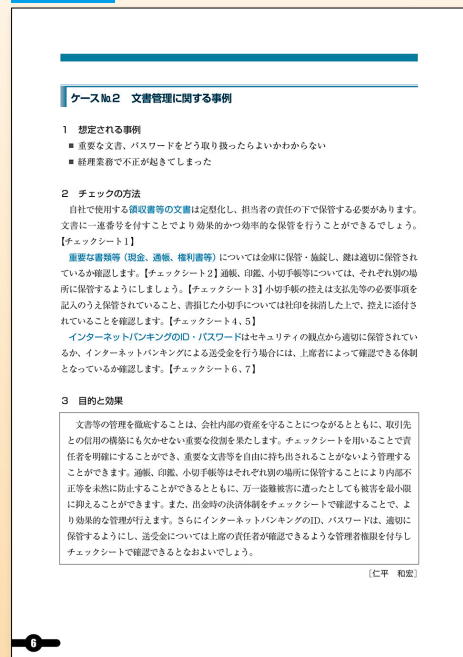 ケース№2 文書管理に関する事例
1 想定される事例
■ 重要な文書、パスワードをどう取り扱ったらよいかわからない
■ 経理業務で不正が起きてしまった
2 チェックの方法
自社で使用する領収書等の文書は定型化し、担当者の責任の下で保管する必要があります。
文書に一連番号を付すことでより効果的かつ効率的な保管を行うことができるでしょう。
【チェックシート1】
重要な書類等（現金、通帳、権利書等）については金庫に保管・施錠し、鍵は適切に保管され
ているか確認します。【チェックシート2】通帳、印鑑、小切手帳等については、それぞれ別の場
所に保管するようにしましょう。【チェックシート3】小切手帳の控えは支払先等の必要事項を
記入のうえ保管されていること、書損した小切手については社印を抹消した上で、控えに添付さ
れていることを確認します。【チェックシート4、5】
インターネットバンキングのID・パスワードはセキュリティの観点から適切に保管されてい
るか、インターネットバンキングによる送受金を行う場合には、上席者によって確認できる体制
となっているか確認します。【チェックシート6、7】
3 目的と効果
文書等の管理を徹底することは、会社内部の資産を守ることにつながるとともに、取引先
との信用の構築にも欠かせない重要な役割を果たします。チェックシートを用いることで責
任者を明確にすることができ、重要な文書等を自由に持ち出されることがないよう管理する
ことができます。通帳、印鑑、小切手帳等はそれぞれ別の場所に保管することにより内部不
正等を未然に防止することができるとともに、万一盗難被害に遭ったとしても被害を最小限
に抑えることができます。また、出金時の決済体制をチェックシートで確認することで、よ
り効果的な管理が行えます。さらにインターネットバンキングのID、パスワードは、適切に
保管するようにし、送受金については上席の責任者が確認できるような管理者権限を付与し
チェックシートで確認できるとなおよいでしょう。
［仁平 和宏］
6